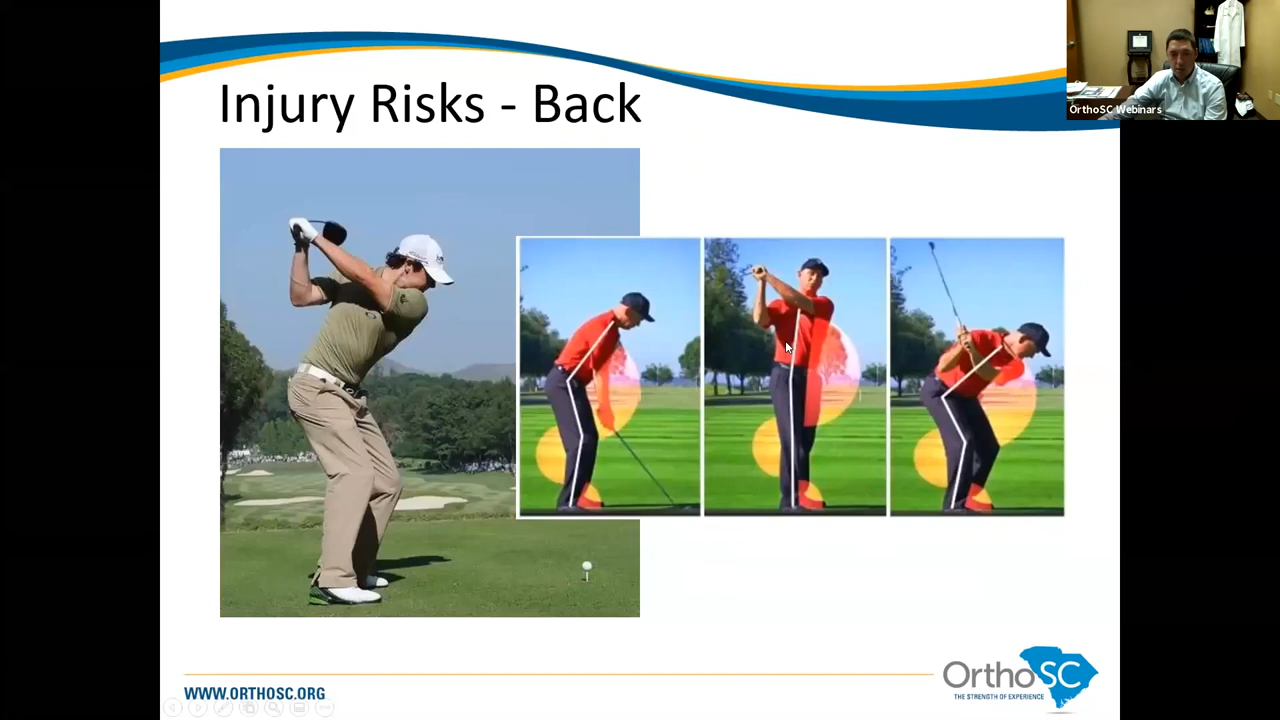 Injury Risks - Back
OrthoSC Webinars
WWW.ORTHOSC.ORG
OrthoSC
THE STRENGTH OF EXPERIENCE